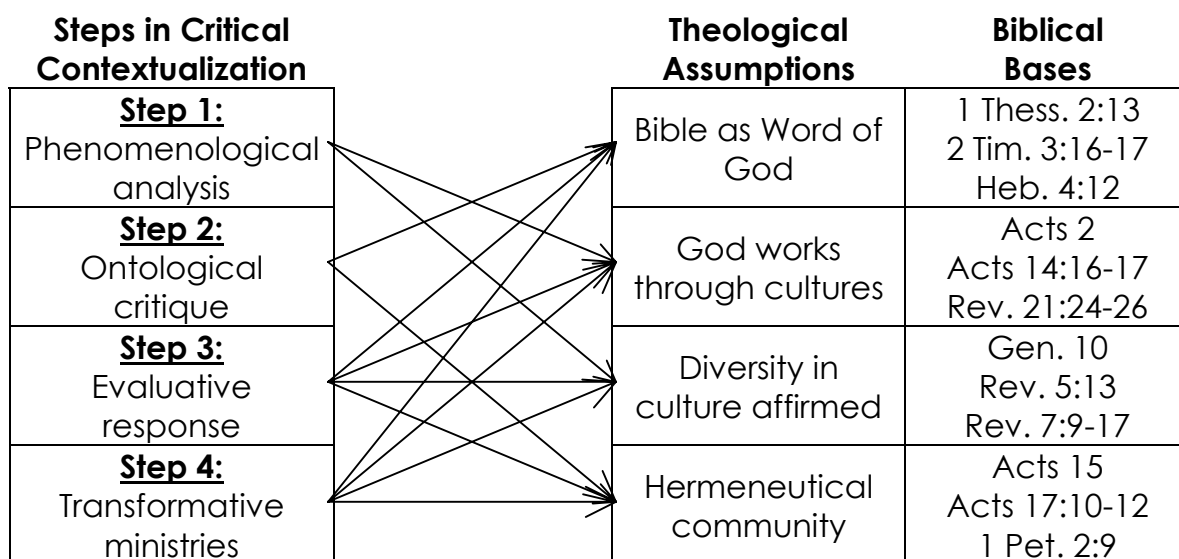 Steps in Critical
Contextualization
Theological
Assumptions
Biblical
Bases
Step 1:
Phenomenological
analysis
Bible as Word of
God
1 Thess. 2:13
2 Tim. 3:16-17
Heb. 4:12
Step 2:
Ontological
critique
God works
through cultures
Acts 2
Acts 14:16-17
Rev. 21:24-26
Step 3:
Evaluative
response
Diversity in
culture affirmed
Gen. 10
Rev. 5:13
Rev. 7:9-17
Step 4:
Transformative
ministries
Hermeneutical
community
Acts 15
Acts 17:10-12
1 Pet. 2:9